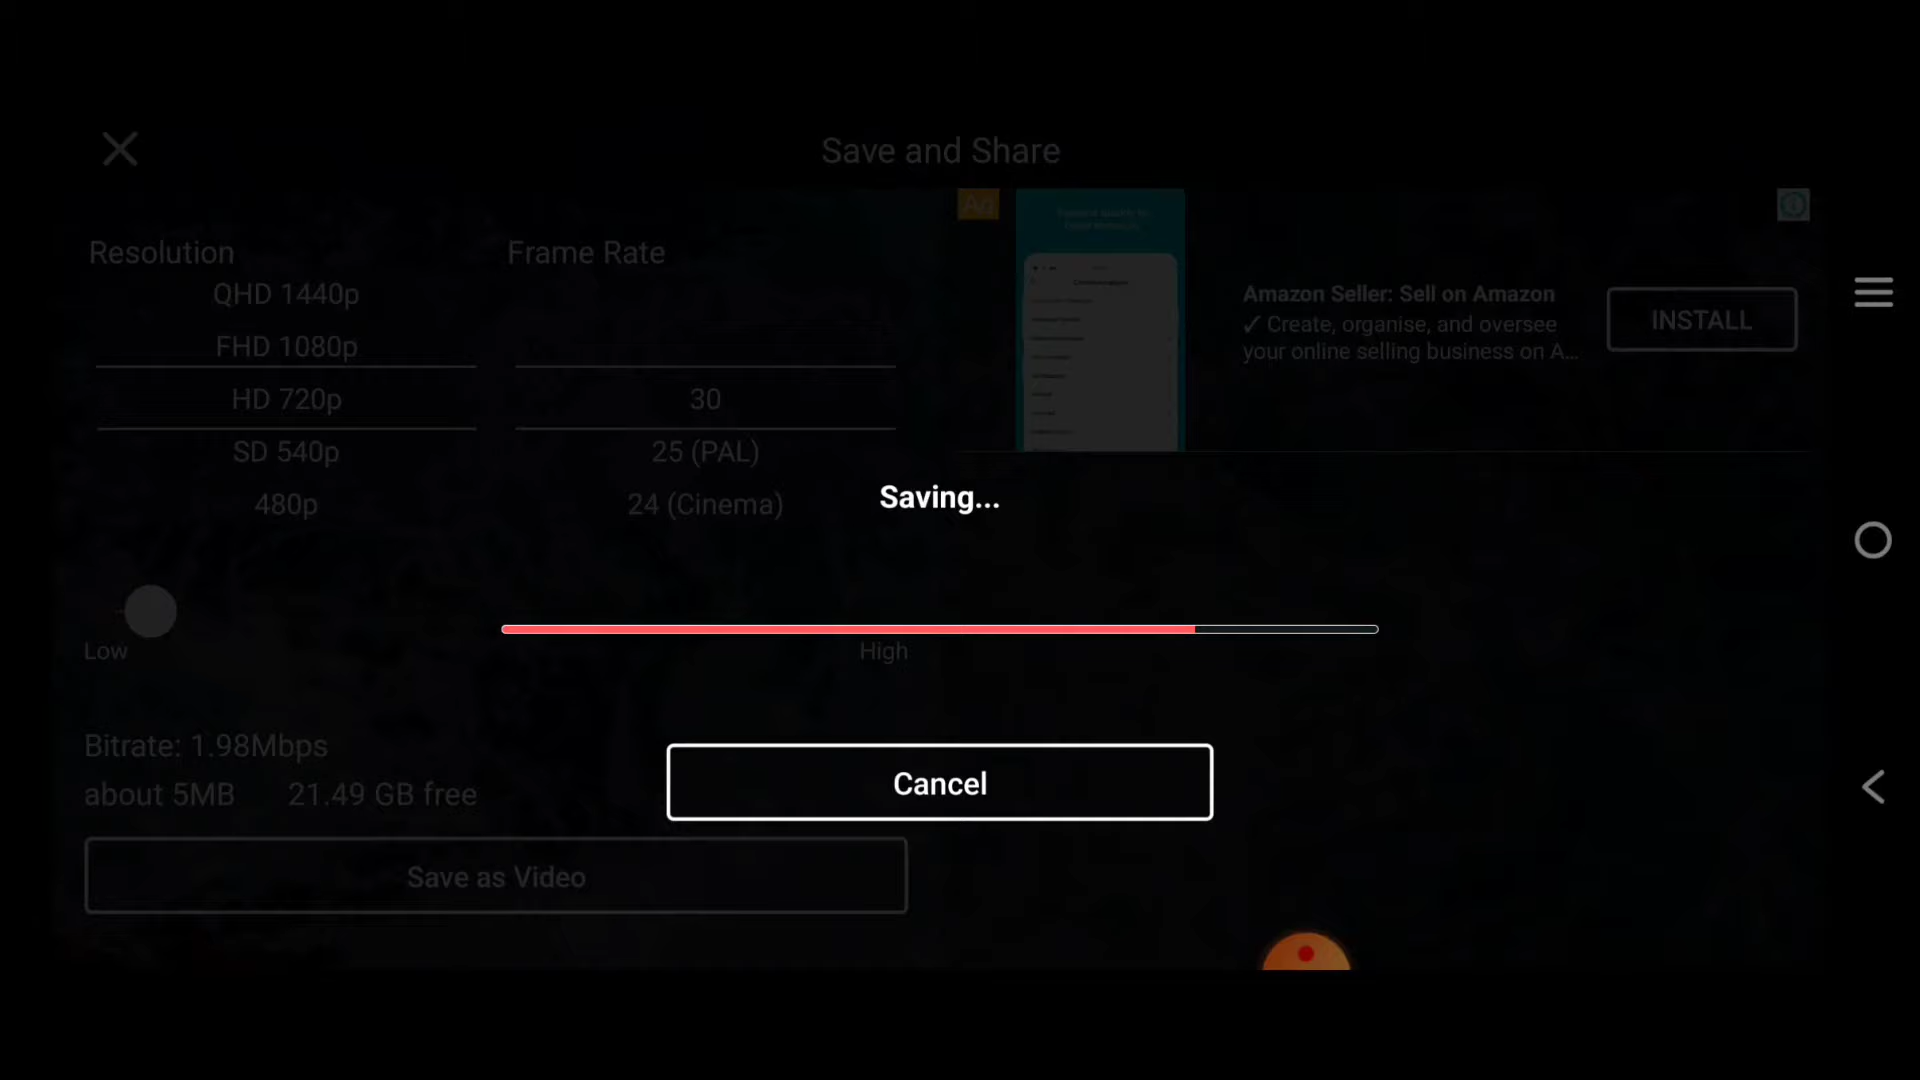 Save and Share
Resolution
QHD 1440p
FHD 1080p
HD 720p
SD 540p
480p
Frame Rate
30
25 (PAL)
24 (Cinema)
Ad
Amazon Seller: Sell on Amazon
✓ Create, organise, and oversee
your online selling business on A...
INSTALL
Saving...
Low
High
Bitrate: 1.98Mbps
about 5MB 21.49 GB free
Cancel
Save as Video